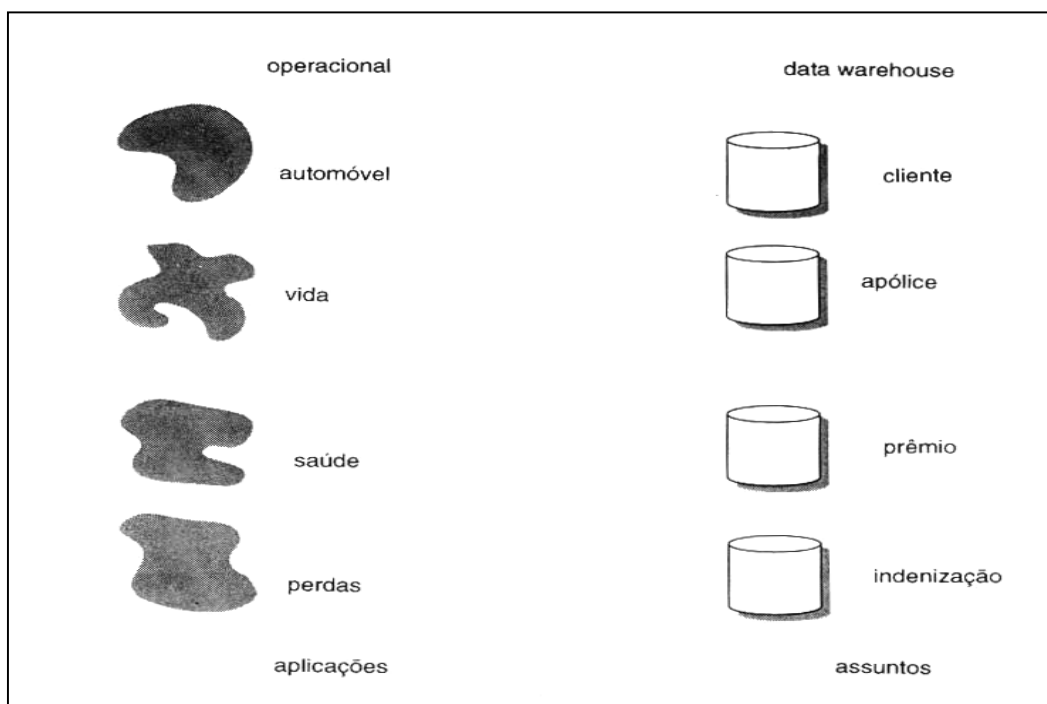 operacional
data warehouse
automóvel
cliente
vida
apólice
saúde
prêmio
perdas
indenização
aplicações
assuntos